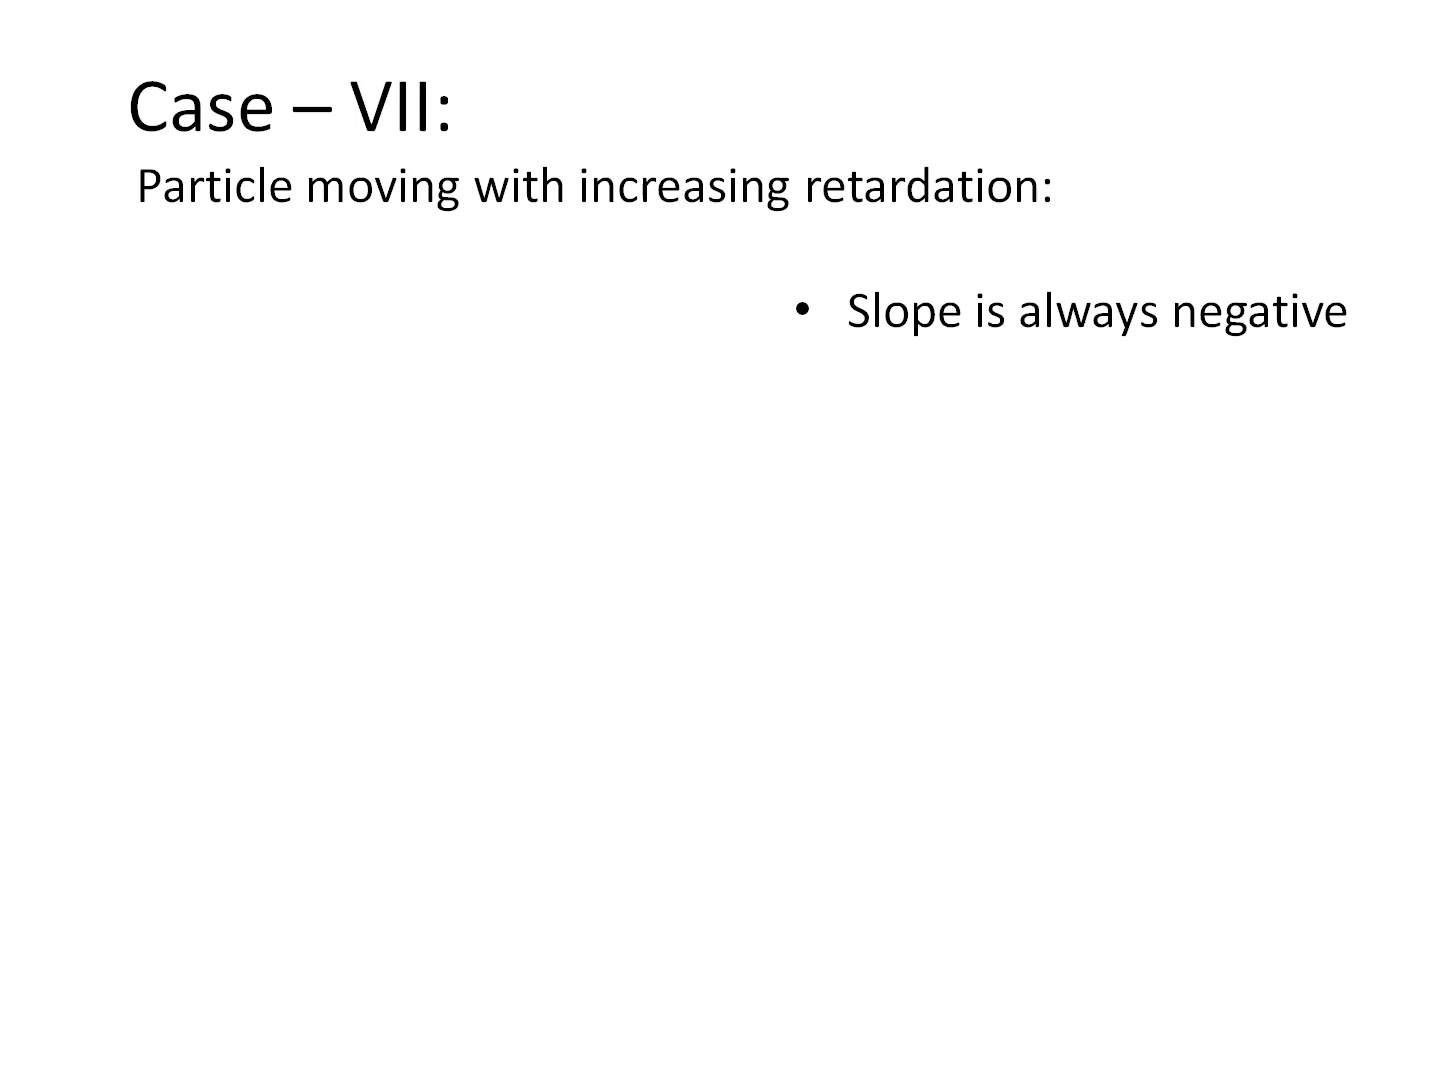 Case – VII:
Particle moving with increasing retardation:
• Slope is always negative